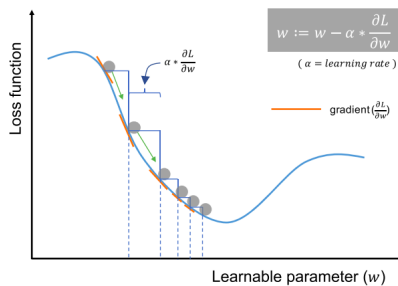 w := w − α * ∂L/∂w
( α = learning rate )
α * ∂L/∂w
gradient (∂L/∂w)
Loss function
Learnable parameter (w)